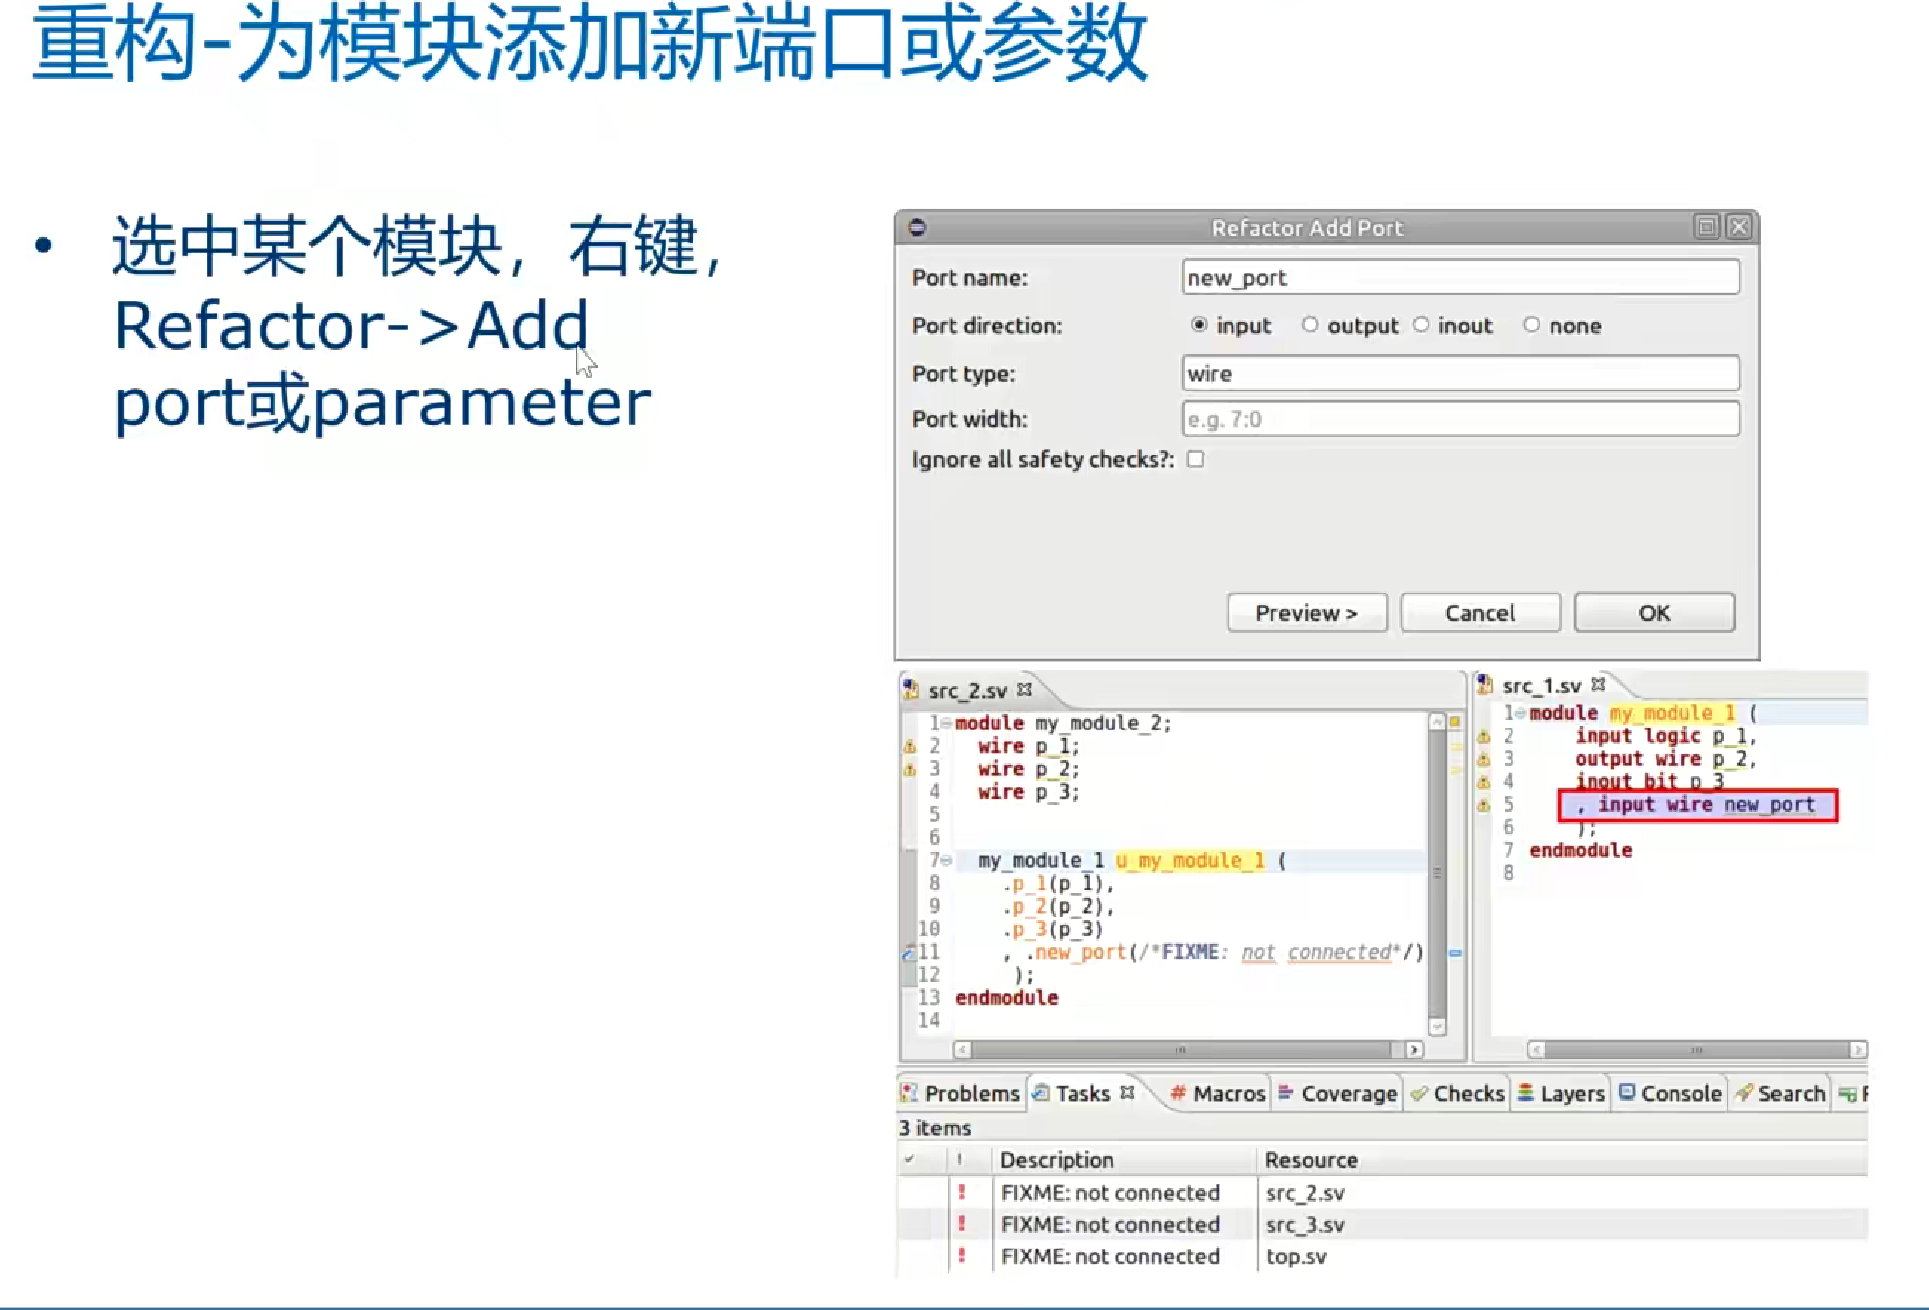 重构-为模块添加新端口或参数
• 选中某个模块，右键，
Refactor->Add
port或parameter
Refactor Add Port
Port name: new_port
Port direction: input output inout none
Port type: wire
Port width: e.g. 7:0
Ignore all safety checks?:
Preview > Cancel OK
src_2.sv
1 module my_module_2;
2 wire p_1;
3 wire p_2;
4 wire p_3;
5
6
7 my_module_1 u_my_module_1 (
8 .p_1(p_1),
9 .p_2(p_2),
10 .p_3(p_3)
11 , .new_port(/*FIXME: not connected*/)
12 );
13 endmodule
14
src_1.sv
1 module my_module_1 (
2 input logic p_1,
3 output wire p_2,
4 inout bit p_3
5 , input wire new_port
6 );
7 endmodule
8
Problems Tasks Macros Coverage Checks Layers Console Search
3 items
! Description Resource
! FIXME: not connected src_2.sv
! FIXME: not connected src_3.sv
! FIXME: not connected top.sv